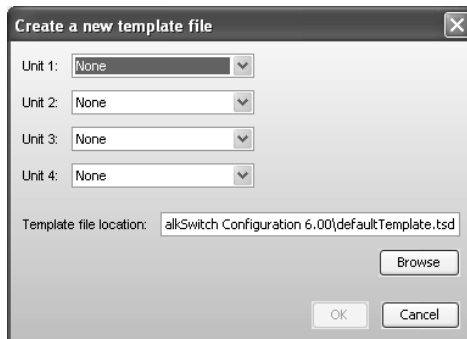 Create a new template file
Unit 1: None
Unit 2: None
Unit 3: None
Unit 4: None
Template file location: alkSwitch Configuration 6.00\defaultTemplate.tsd
Browse
OK Cancel